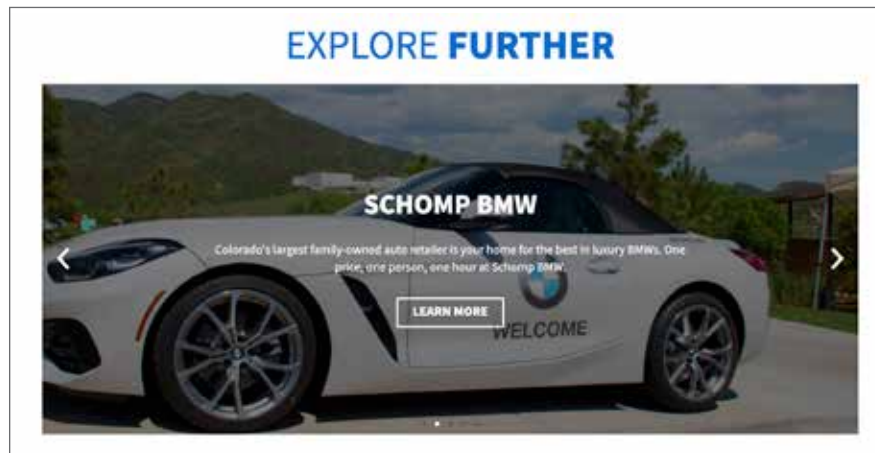 EXPLORE FURTHER
SCHOMP BMW
Colorado's largest family-owned auto retailer is your home for the best in luxury BMWs. One
price, one person, one hour at Schomp BMW.
LEARN MORE
WELCOME